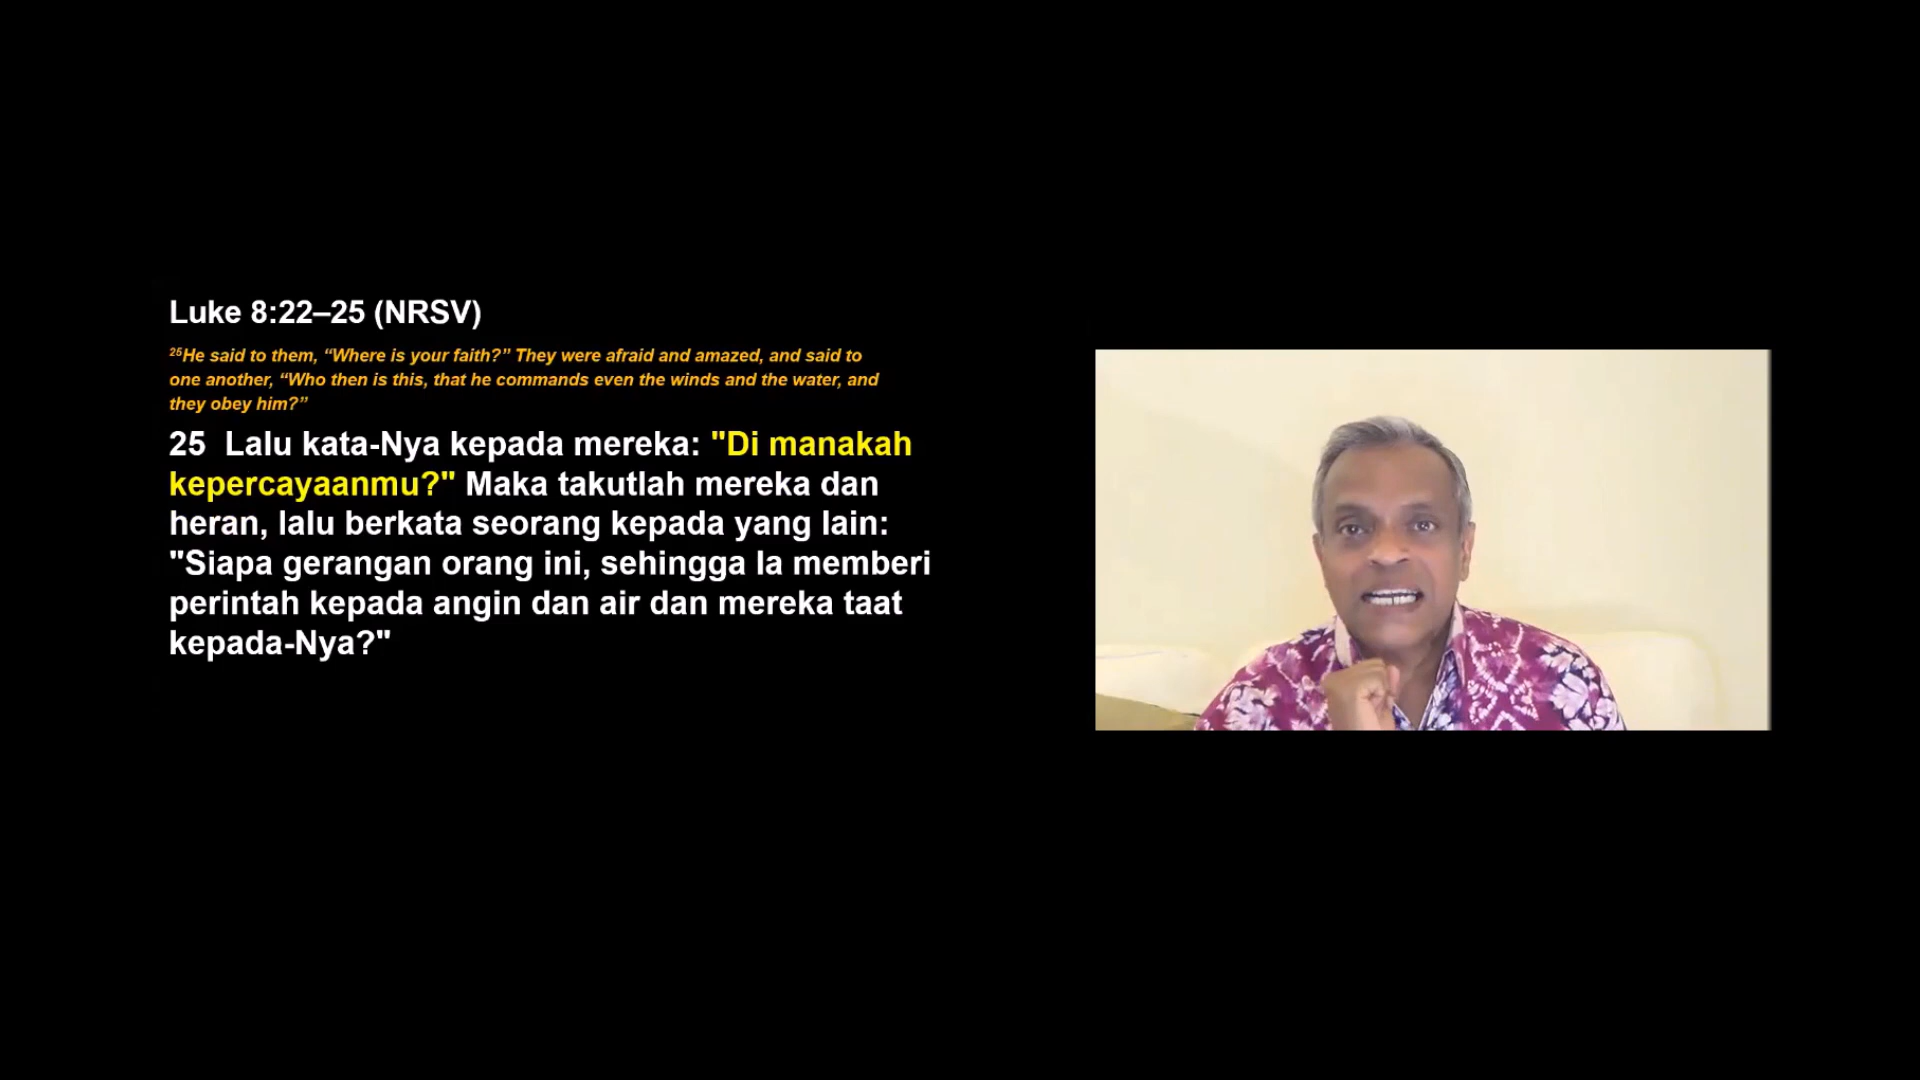 Luke 8:22–25 (NRSV)
25He said to them, “Where is your faith?” They were afraid and amazed, and said to
one another, “Who then is this, that he commands even the winds and the water, and
they obey him?”
25 Lalu kata-Nya kepada mereka: "Di manakah
kepercayaanmu?" Maka takutlah mereka dan
heran, lalu berkata seorang kepada yang lain:
"Siapa gerangan orang ini, sehingga Ia memberi
perintah kepada angin dan air dan mereka taat
kepada-Nya?"